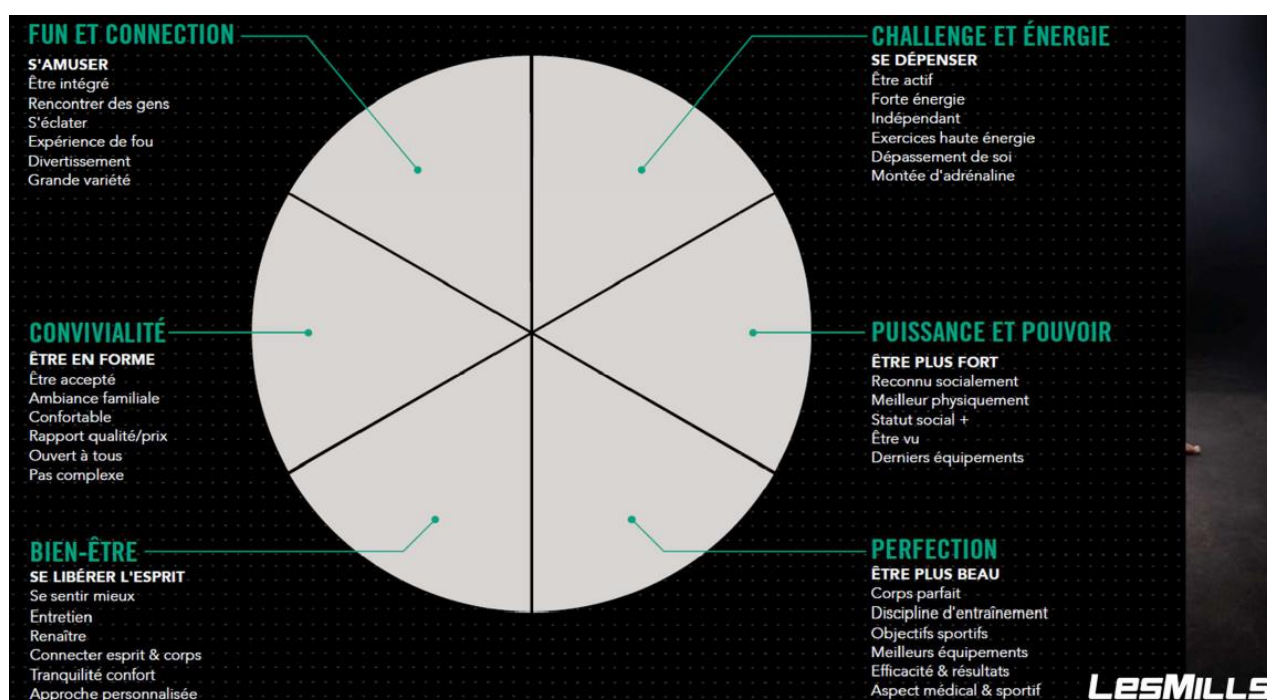 FUN ET CONNECTION
S'AMUSER
Être intégré
Rencontrer des gens
S'éclater
Expérience de fou
Divertissement
Grande variété
CONVIVIALITÉ
ÊTRE EN FORME
Être accepté
Ambiance familiale
Confortable
Rapport qualité/prix
Ouvert à tous
Pas complexe
BIEN-ÊTRE
SE LIBÉRER L'ESPRIT
Se sentir mieux
Entretien
Renaître
Connecter esprit & corps
Tranquilité confort
Approche personnalisée
CHALLENGE ET ÉNERGIE
SE DÉPENSER
Être actif
Forte énergie
Indépendant
Exercices haute énergie
Dépassement de soi
Montée d'adrénaline
PUISSANCE ET POUVOIR
ÊTRE PLUS FORT
Reconnu socialement
Meilleur physiquement
Statut social +
Être vu
Derniers équipements
PERFECTION
ÊTRE PLUS BEAU
Corps parfait
Discipline d'entraînement
Objectifs sportifs
Meilleurs équipements
Efficacité & résultats
Aspect médical & sportif
LesMILLS